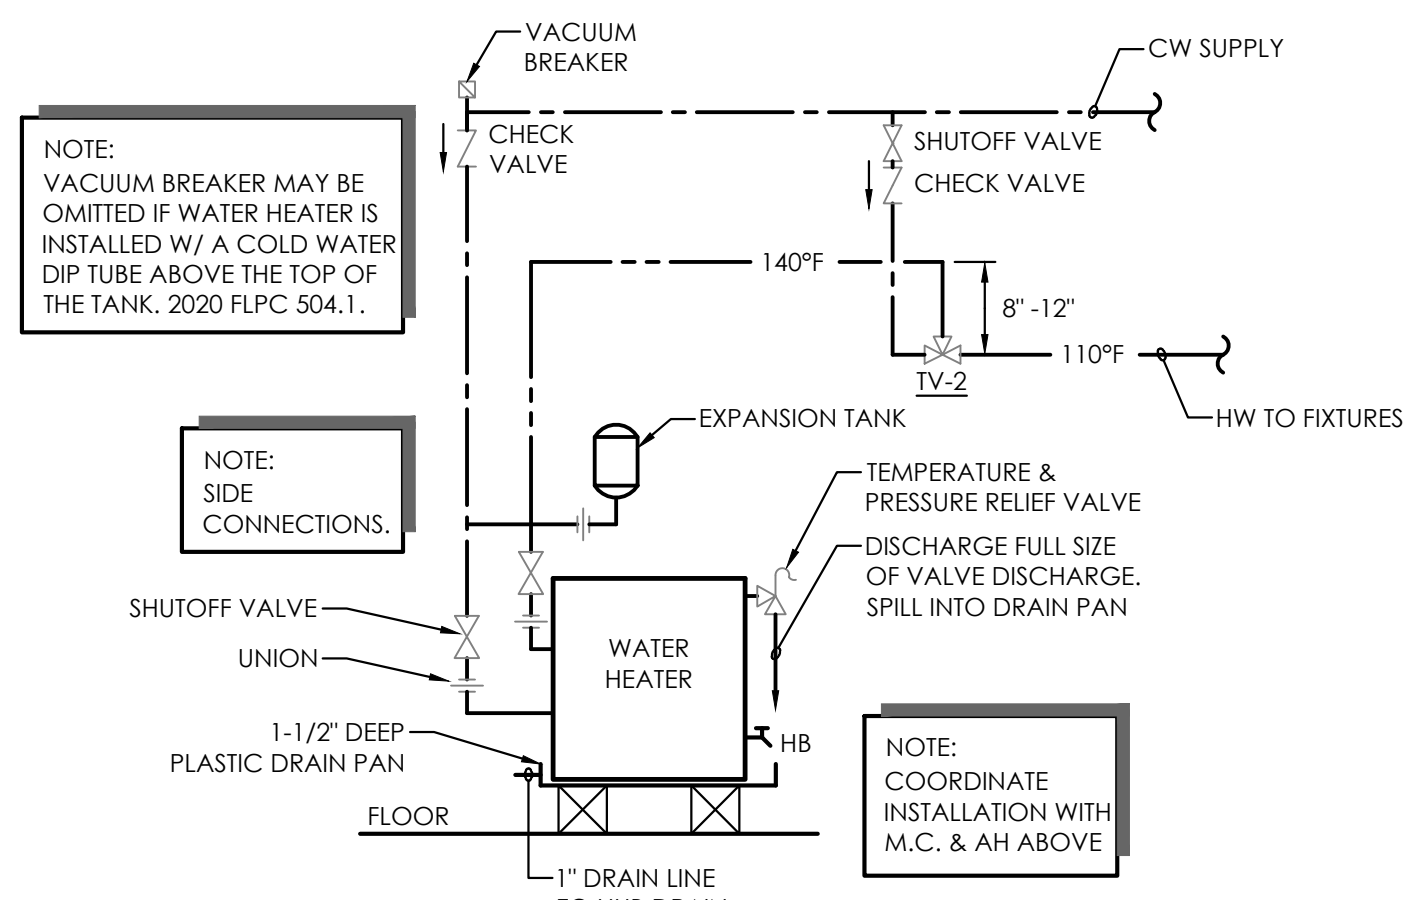 VACUUM
BREAKER
CW SUPPLY
NOTE:
VACUUM BREAKER MAY BE
OMITTED IF WATER HEATER IS
INSTALLED W/ A COLD WATER
DIP TUBE ABOVE THE TOP OF
THE TANK. 2020 FLPC 504.1.
CHECK
VALVE
SHUTOFF VALVE
CHECK VALVE
140°F
8" -12"
110°F
TV-2
HW TO FIXTURES
EXPANSION TANK
NOTE:
SIDE
CONNECTIONS.
TEMPERATURE &
PRESSURE RELIEF VALVE
DISCHARGE FULL SIZE
OF VALVE DISCHARGE.
SPILL INTO DRAIN PAN
SHUTOFF VALVE
UNION
WATER
HEATER
1-1/2" DEEP
PLASTIC DRAIN PAN
HB
NOTE:
COORDINATE
INSTALLATION WITH
M.C. & AH ABOVE
FLOOR
1" DRAIN LINE